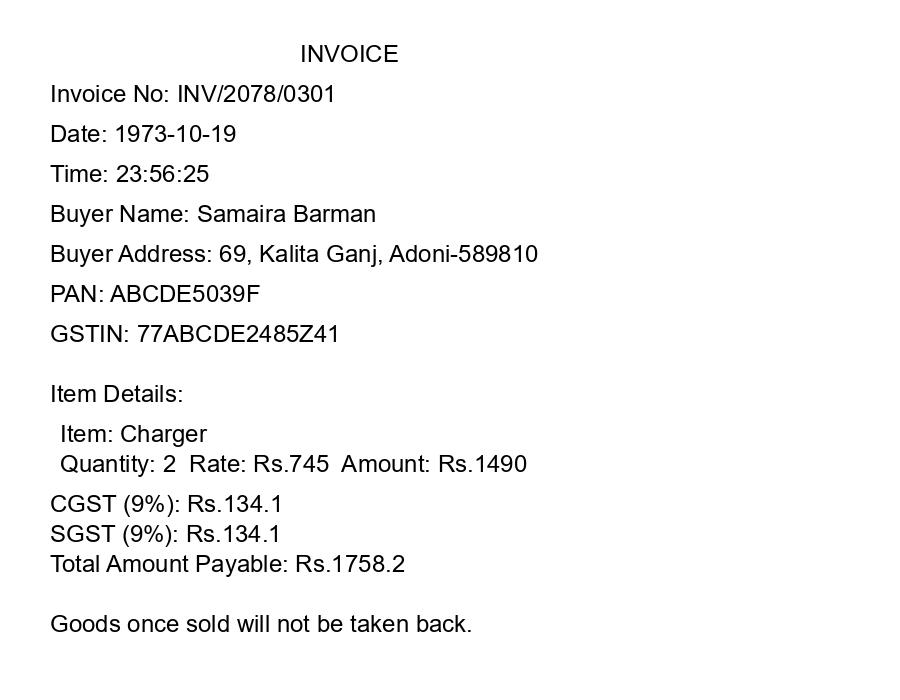 INVOICE
Invoice No: INV/2078/0301
Date: 1973-10-19
Time: 23:56:25
Buyer Name: Samaira Barman
Buyer Address: 69, Kalita Ganj, Adoni-589810
PAN: ABCDE5039F
GSTIN: 77ABCDE2485Z41
Item Details:
Item: Charger
Quantity: 2  Rate: Rs.745  Amount: Rs.1490
CGST (9%): Rs.134.1
SGST (9%): Rs.134.1
Total Amount Payable: Rs.1758.2
Goods once sold will not be taken back.